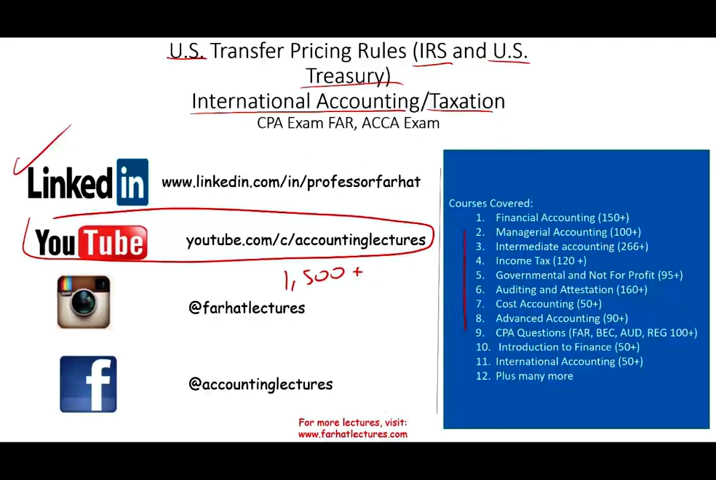 U.S. Transfer Pricing Rules (IRS and U.S.
Treasury)
International Accounting/Taxation
CPA Exam FAR, ACCA Exam
Linked in www.linkedin.com/in/professorfarhat
You Tube youtube.com/c/accountinglectures
1,500+
@farhatlectures
f @accountinglectures
Courses Covered:
1. Financial Accounting (150+)
2. Managerial Accounting (100+)
3. Intermediate accounting (266+)
4. Income Tax (120 +)
5. Governmental and Not For Profit (95+)
6. Auditing and Attestation (160+)
7. Cost Accounting (50+)
8. Advanced Accounting (90+)
9. CPA Questions (FAR, BEC, AUD, REG 100+)
10. Introduction to Finance (50+)
11. International Accounting (50+)
12. Plus many more
For more lectures, visit:
www.farhatlectures.com